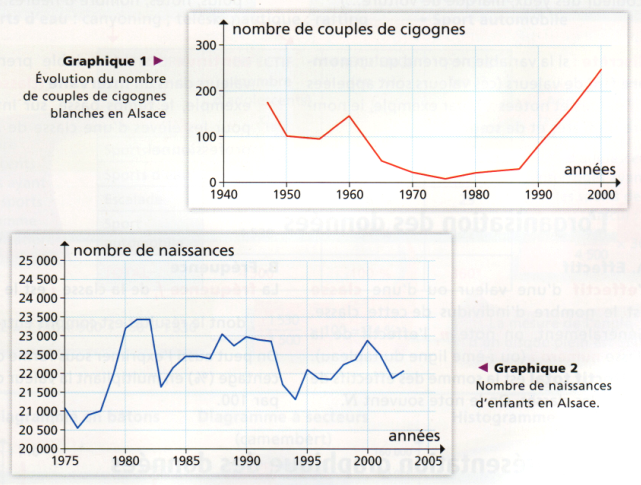 Graphique 1 ►
Évolution du nombre
de couples de cigognes
blanches en Alsace
nombre de couples de cigognes
300
200
100
0
années
1940 1950 1960 1970 1980 1990 2000
nombre de naissances
25 000
24 500
24 000
23 500
23 000
22 500
22 000
21 500
21 000
20 500
20 000
années
1975 1980 1985 1990 1995 2000 2005
◄ Graphique 2
Nombre de naissances
d'enfants en Alsace.